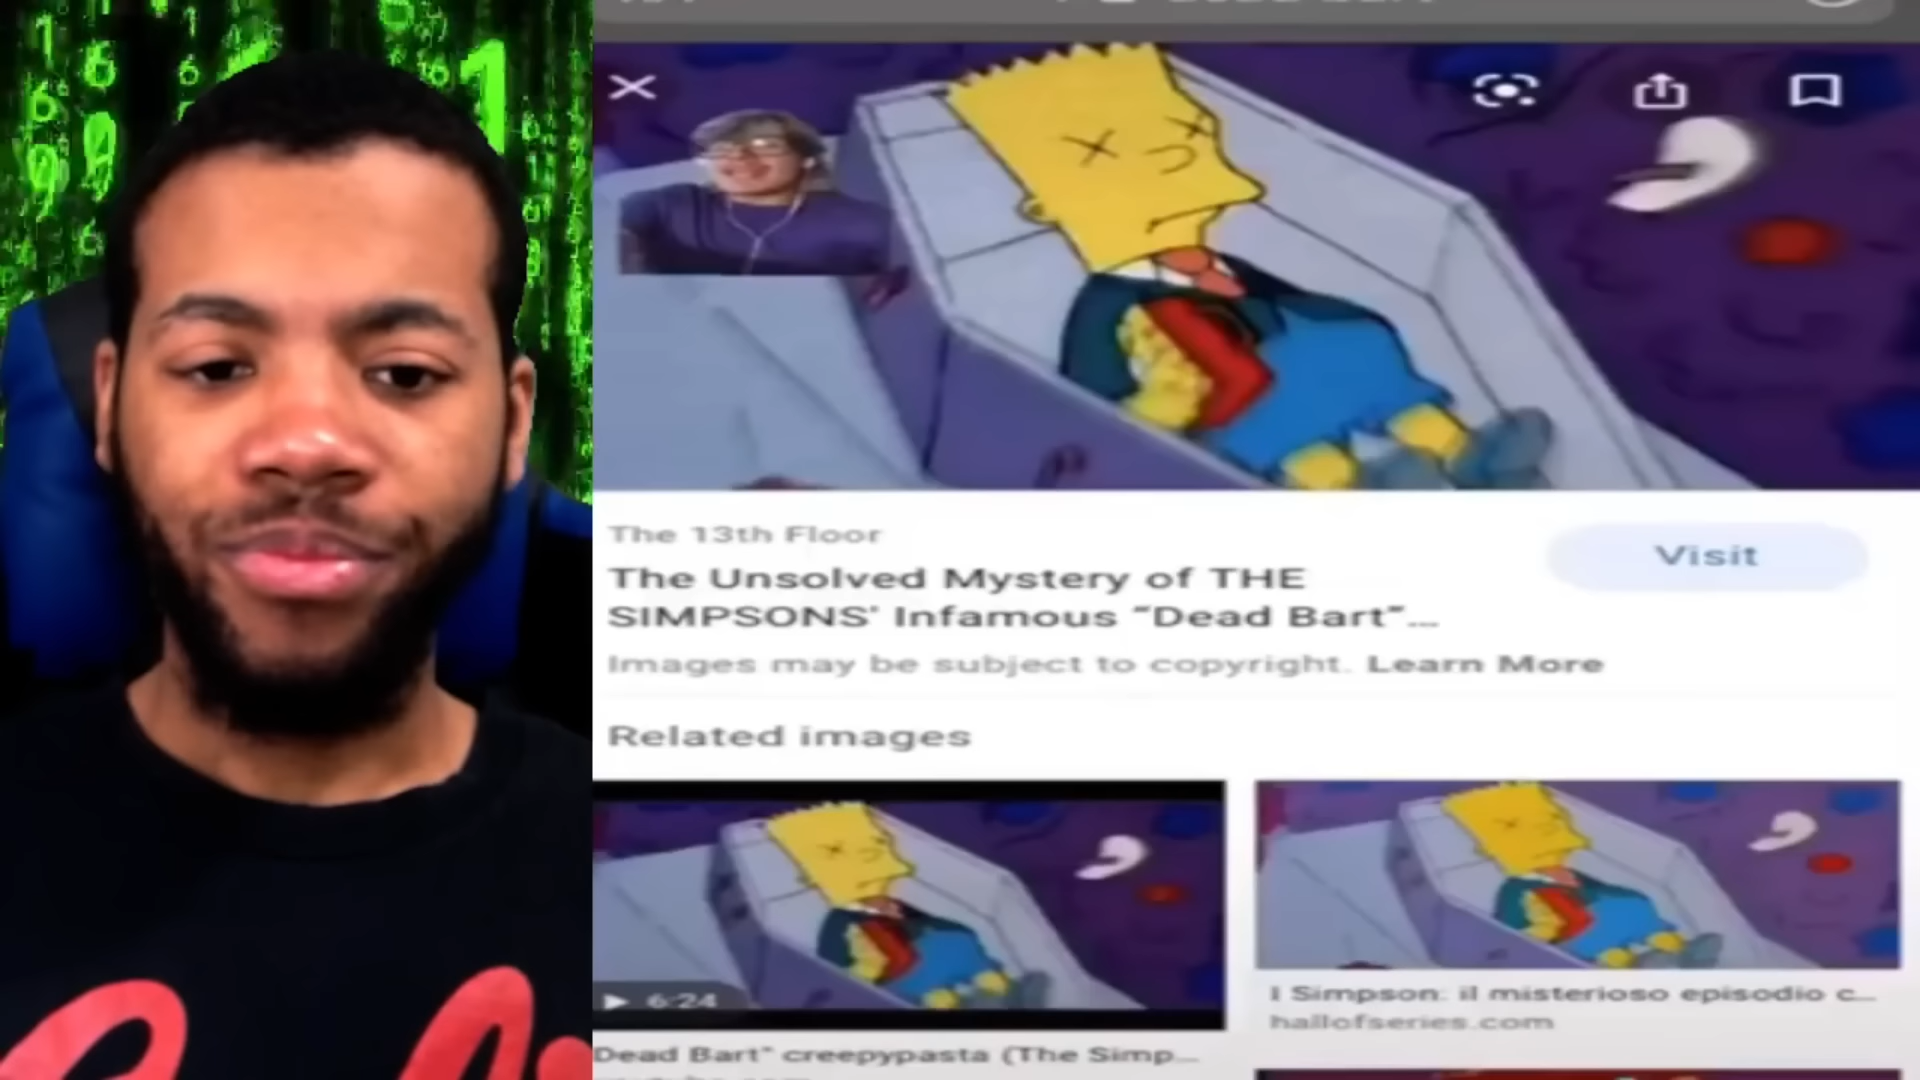 The 13th Floor
Visit
The Unsolved Mystery of THE
SIMPSONS' Infamous "Dead Bart"...
Images may be subject to copyright. Learn More
Related images
6:24
I Simpson: il misterioso episodio c...
hallofseries.com
Dead Bart" creepypasta (The Simp...